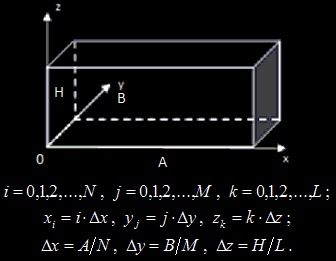 z
H
y
B
0
A
x
i = 0,1,2,...,N , j = 0,1,2,...,M , k = 0,1,2,...,L ;
x_i = i·Δx , y_j = j·Δy , z_k = k·Δz ;
Δx = A/N , Δy = B/M , Δz = H/L .